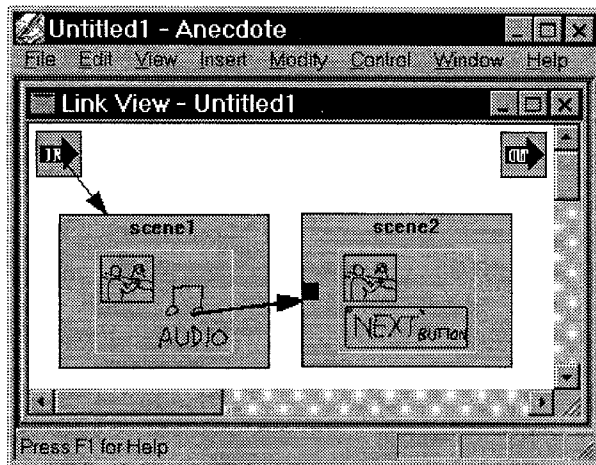 Untitled1 - Anecdote
File Edit View Insert Modify Control Window Help
Link View - Untitled1
IN
OUT
scene1
scene2
AUDIO
"NEXT" BUTTON
Press F1 for Help